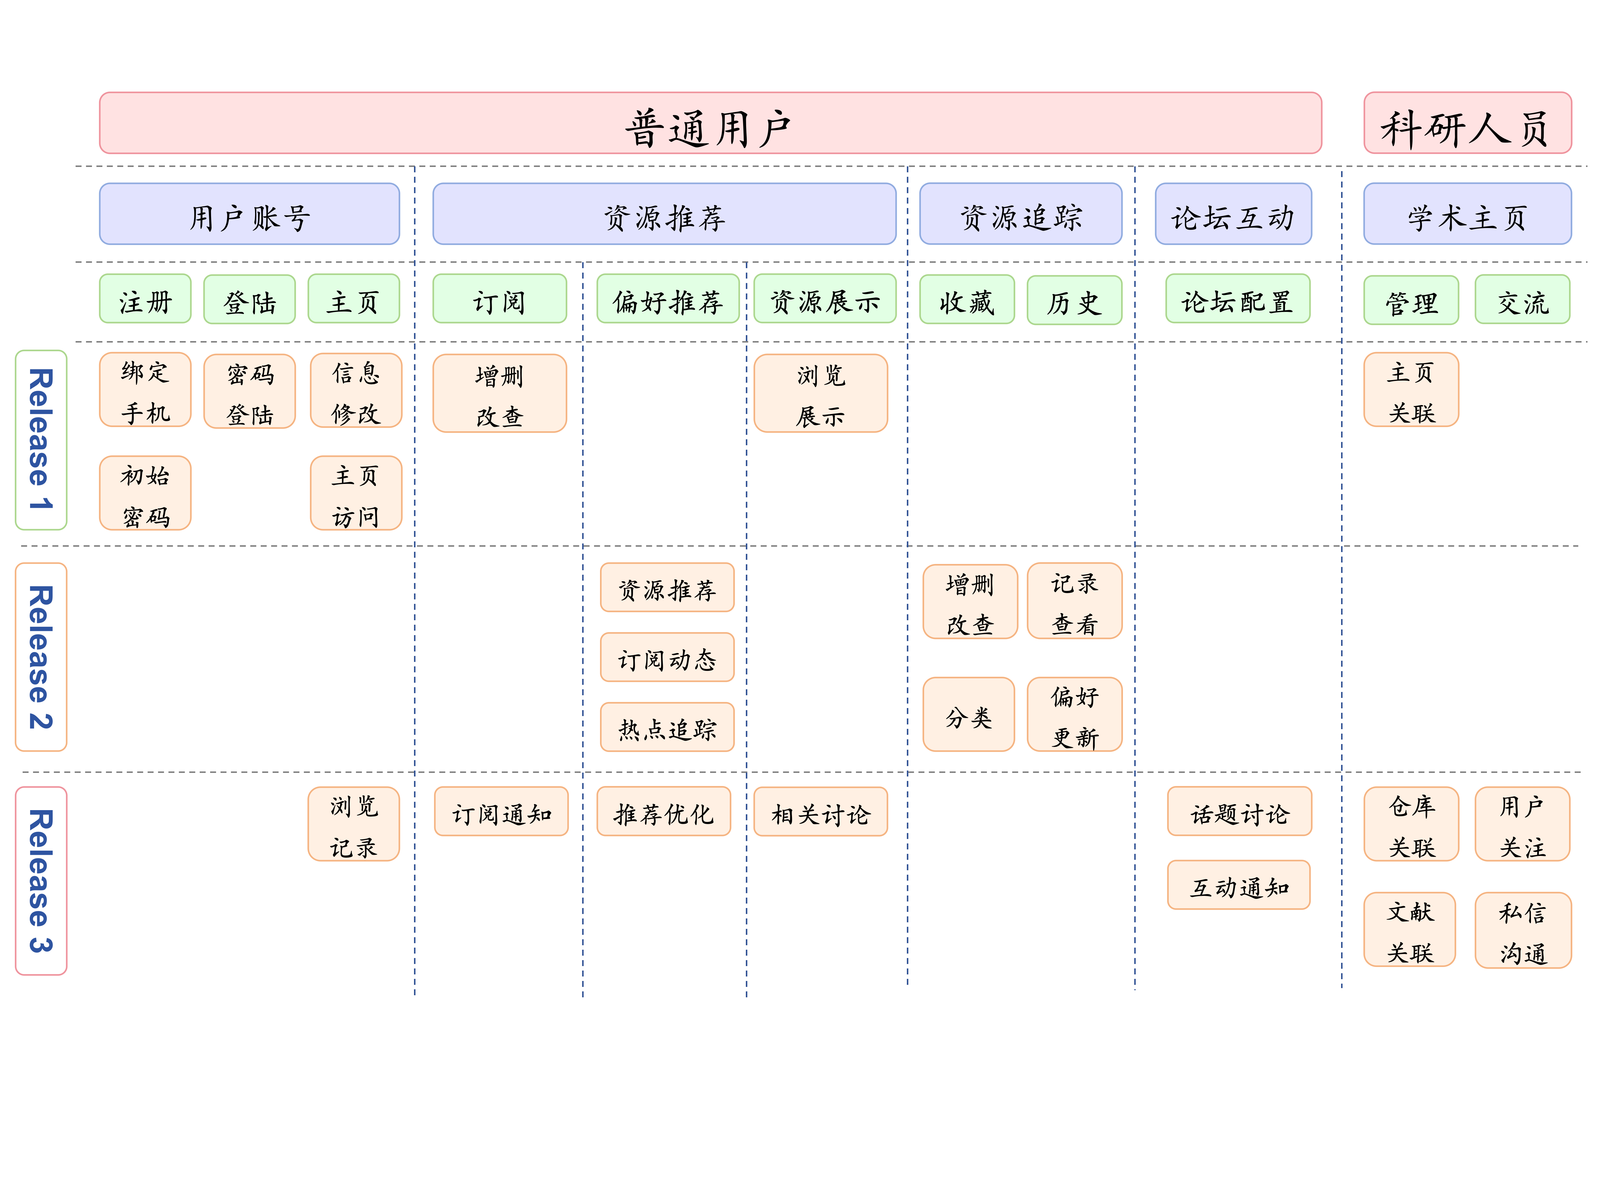 普通用户
科研人员
用户账号
资源推荐
资源追踪
论坛互动
学术主页
注册
登陆
主页
订阅
偏好推荐
资源展示
收藏
历史
论坛配置
管理
交流
Release 1
绑定
手机
密码
登陆
信息
修改
增删
改查
浏览
展示
主页
关联
初始
密码
主页
访问
Release 2
资源推荐
订阅动态
热点追踪
增删
改查
记录
查看
分类
偏好
更新
Release 3
浏览
记录
订阅通知
推荐优化
相关讨论
话题讨论
互动通知
仓库
关联
用户
关注
文献
关联
私信
沟通